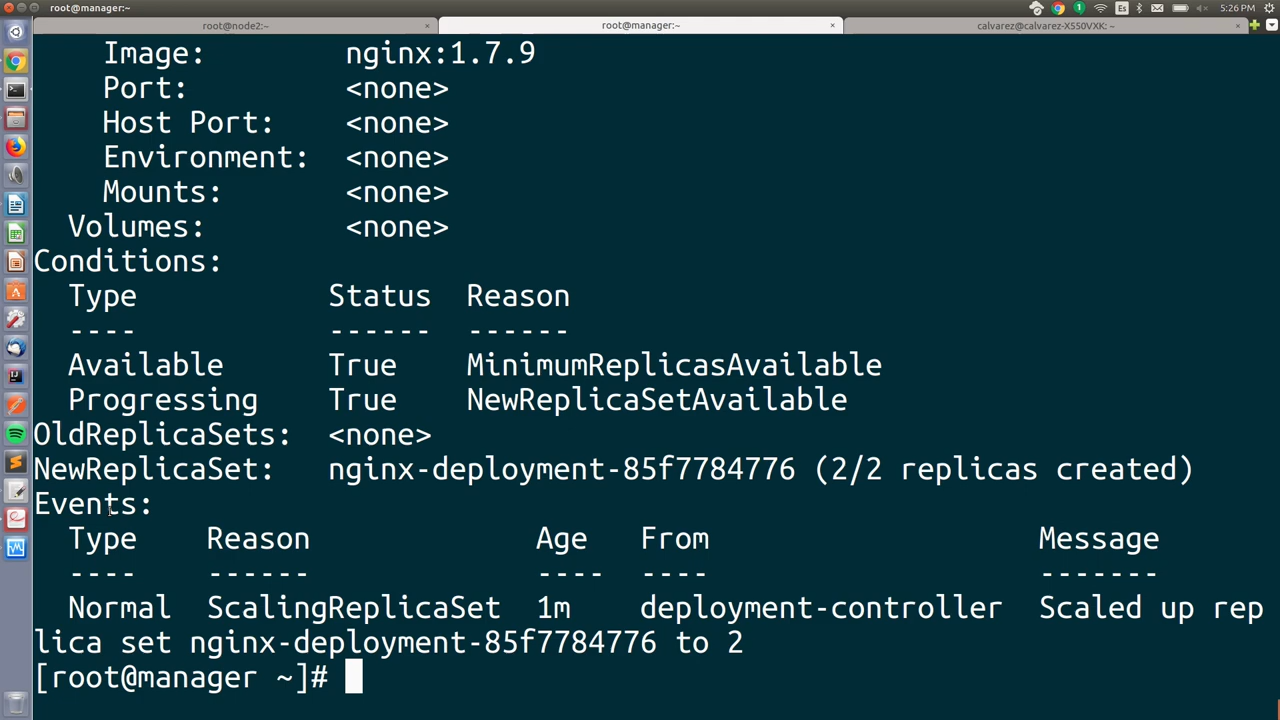 root@node2:~
root@manager:~
calvarez@calvarez-X550VXK: ~
Es
5:26 PM
Image: nginx:1.7.9
Port: <none>
Host Port: <none>
Environment: <none>
Mounts: <none>
Volumes: <none>
Conditions:
Type Status Reason
---- ------ ------
Available True MinimumReplicasAvailable
Progressing True NewReplicaSetAvailable
OldReplicaSets: <none>
NewReplicaSet: nginx-deployment-85f7784776 (2/2 replicas created)
Events:
Type Reason Age From Message
---- ------ ---- ---- -------
Normal ScalingReplicaSet 1m deployment-controller Scaled up rep
lica set nginx-deployment-85f7784776 to 2
[root@manager ~]#